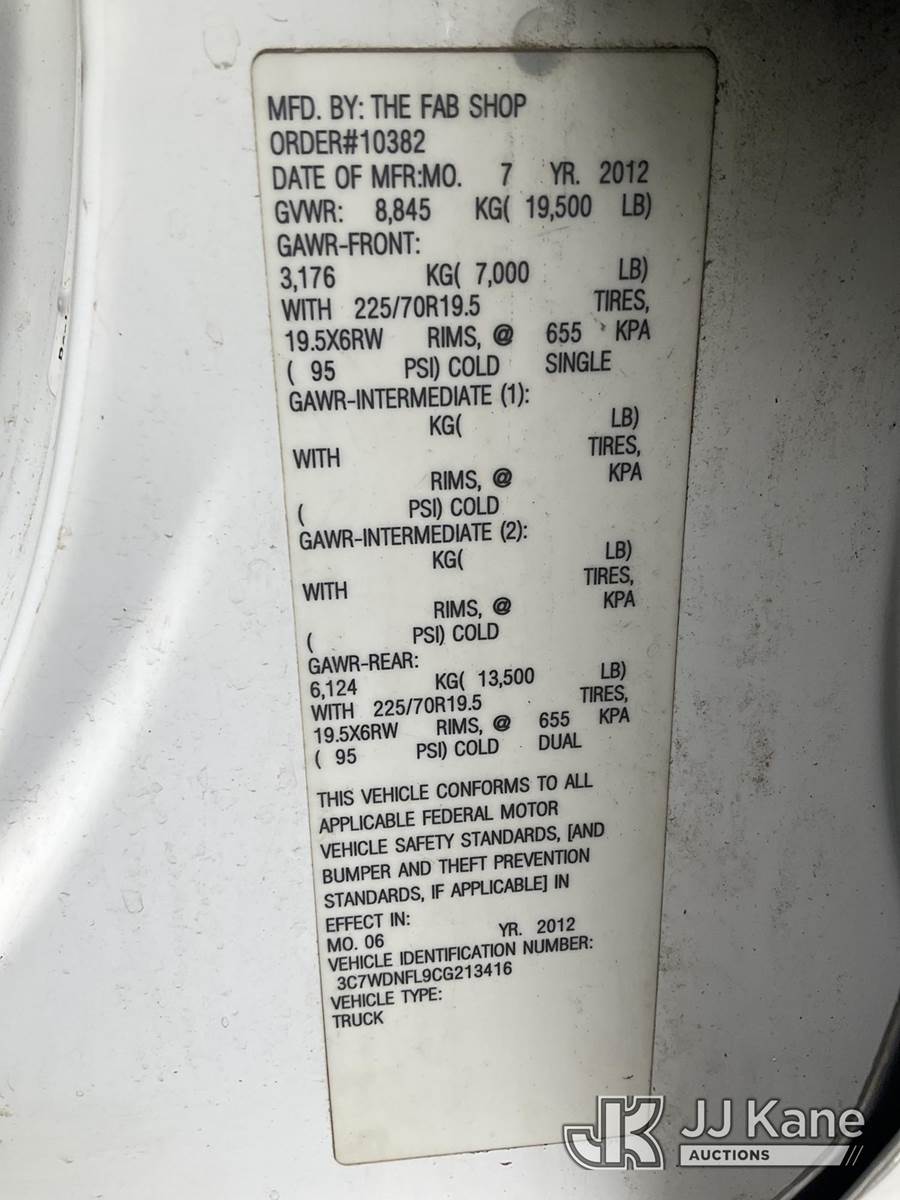 MFD. BY: THE FAB SHOP
ORDER#10382
DATE OF MFR:MO. 7 YR. 2012
GVWR: 8,845 KG( 19,500 LB)
GAWR-FRONT:
3,176 KG( 7,000 LB)
WITH 225/70R19.5 TIRES,
19.5X6RW RIMS, @ 655 KPA
( 95 PSI) COLD SINGLE
GAWR-INTERMEDIATE (1):
KG( LB)
WITH TIRES,
RIMS, @ KPA
( PSI) COLD
GAWR-INTERMEDIATE (2):
KG( LB)
WITH TIRES,
RIMS, @ KPA
( PSI) COLD
GAWR-REAR:
6,124 KG( 13,500 LB)
WITH 225/70R19.5 TIRES,
19.5X6RW RIMS, @ 655 KPA
( 95 PSI) COLD DUAL
THIS VEHICLE CONFORMS TO ALL
APPLICABLE FEDERAL MOTOR
VEHICLE SAFETY STANDARDS, [AND
BUMPER AND THEFT PREVENTION
STANDARDS, IF APPLICABLE] IN
EFFECT IN:
MO. 06 YR. 2012
VEHICLE IDENTIFICATION NUMBER:
3C7WDNFL9CG213416
VEHICLE TYPE:
TRUCK
JK JJ Kane
AUCTIONS